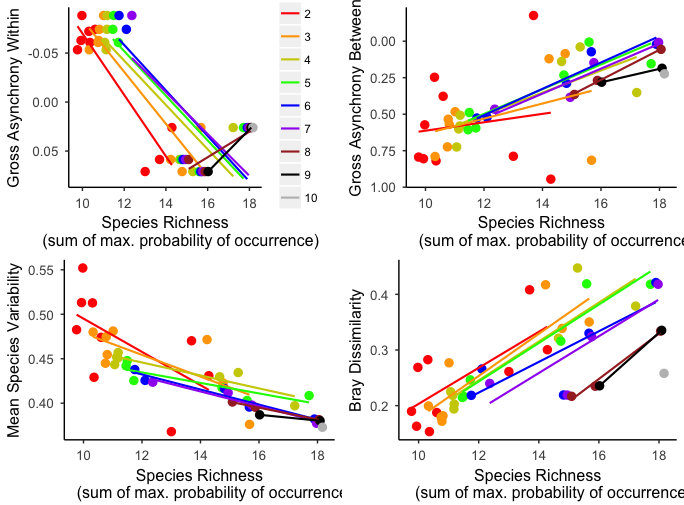 Gross Asynchrony Within
-0.05
0.00
0.05
10 12 14 16 18
Species Richness
(sum of max. probability of occurrence)
2
3
4
5
6
7
8
9
10
Gross Asynchrony Between
0.00
0.25
0.50
0.75
1.00
10 12 14 16 18
Species Richness
(sum of max. probability of occurrence
Mean Species Variability
0.55
0.50
0.45
0.40
10 12 14 16 18
Species Richness
(sum of max. probability of occurrence
Bray Dissimilarity
0.4
0.3
0.2
10 12 14 16 18
Species Richness
(sum of max. probability of occurrence